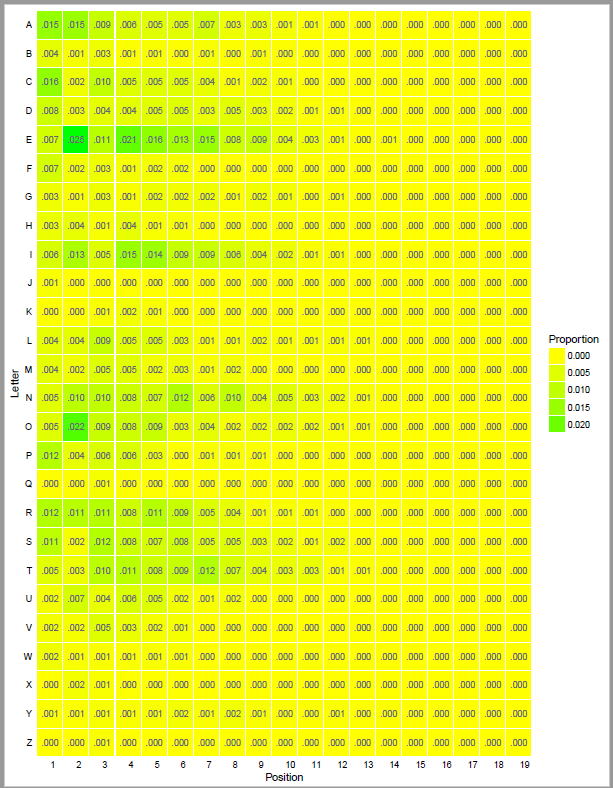 A .015 .015 .009 .006 .005 .005 .007 .003 .003 .001 .001 .000 .000 .000 .000 .000 .000 .000 .000
B .004 .001 .003 .001 .001 .000 .001 .000 .001 .000 .000 .000 .000 .000 .000 .000 .000 .000 .000
C .016 .002 .010 .005 .005 .005 .004 .001 .002 .001 .000 .000 .000 .000 .000 .000 .000 .000 .000
D .008 .003 .004 .004 .005 .005 .003 .005 .003 .002 .001 .001 .000 .000 .000 .000 .000 .000 .000
E .007 .025 .011 .021 .016 .013 .015 .008 .009 .004 .003 .001 .000 .001 .000 .000 .000 .000 .000
F .007 .002 .003 .001 .002 .002 .000 .000 .000 .000 .000 .000 .000 .000 .000 .000 .000 .000 .000
G .003 .001 .003 .001 .002 .002 .002 .001 .002 .001 .000 .001 .000 .000 .000 .000 .000 .000 .000
H .003 .004 .001 .004 .001 .001 .000 .000 .000 .000 .000 .000 .000 .000 .000 .000 .000 .000 .000
I .006 .013 .005 .015 .014 .009 .009 .006 .004 .002 .001 .001 .000 .000 .000 .000 .000 .000 .000
J .001 .000 .000 .000 .000 .000 .000 .000 .000 .000 .000 .000 .000 .000 .000 .000 .000 .000 .000
K .000 .000 .001 .002 .001 .000 .000 .000 .000 .000 .000 .000 .000 .000 .000 .000 .000 .000 .000
Proportion
L .004 .004 .009 .005 .005 .003 .001 .001 .002 .001 .001 .001 .001 .000 .000 .000 .000 .000 .000
0.000
0.005
M .004 .002 .005 .005 .002 .003 .001 .002 .000 .000 .000 .000 .000 .000 .000 .000 .000 .000 .000
Letter
0.010
N .005 .010 .010 .008 .007 .012 .006 .010 .004 .005 .003 .002 .001 .000 .000 .000 .000 .000 .000
0.015
0.020
O .005 .022 .009 .008 .009 .003 .004 .002 .002 .002 .001 .001 .000 .000 .000 .000 .000 .000 .000
P .012 .004 .006 .006 .003 .000 .001 .001 .001 .000 .000 .000 .000 .000 .000 .000 .000 .000 .000
Q .000 .000 .001 .000 .000 .000 .000 .000 .000 .000 .000 .000 .000 .000 .000 .000 .000 .000 .000
R .012 .011 .011 .008 .011 .009 .005 .004 .001 .001 .001 .000 .000 .000 .000 .000 .000 .000 .000
S .011 .002 .012 .008 .007 .008 .005 .005 .003 .002 .001 .002 .000 .000 .000 .000 .000 .000 .000
T .005 .003 .010 .011 .008 .009 .012 .007 .004 .003 .003 .001 .001 .000 .000 .000 .000 .000 .000
U .002 .007 .004 .006 .005 .002 .001 .002 .000 .000 .000 .000 .000 .000 .000 .000 .000 .000 .000
V .002 .002 .005 .003 .002 .001 .000 .000 .000 .000 .000 .000 .000 .000 .000 .000 .000 .000 .000
W .002 .001 .001 .001 .001 .001 .000 .000 .000 .000 .000 .000 .000 .000 .000 .000 .000 .000 .000
X .000 .002 .001 .000 .000 .000 .000 .000 .000 .000 .000 .000 .000 .000 .000 .000 .000 .000 .000
Y .001 .001 .001 .001 .001 .002 .001 .002 .001 .000 .000 .001 .000 .000 .000 .000 .000 .000 .000
Z .000 .000 .001 .000 .000 .000 .000 .000 .000 .000 .000 .000 .000 .000 .000 .000 .000 .000 .000
1 2 3 4 5 6 7 8 9 10 11 12 13 14 15 16 17 18 19
Position